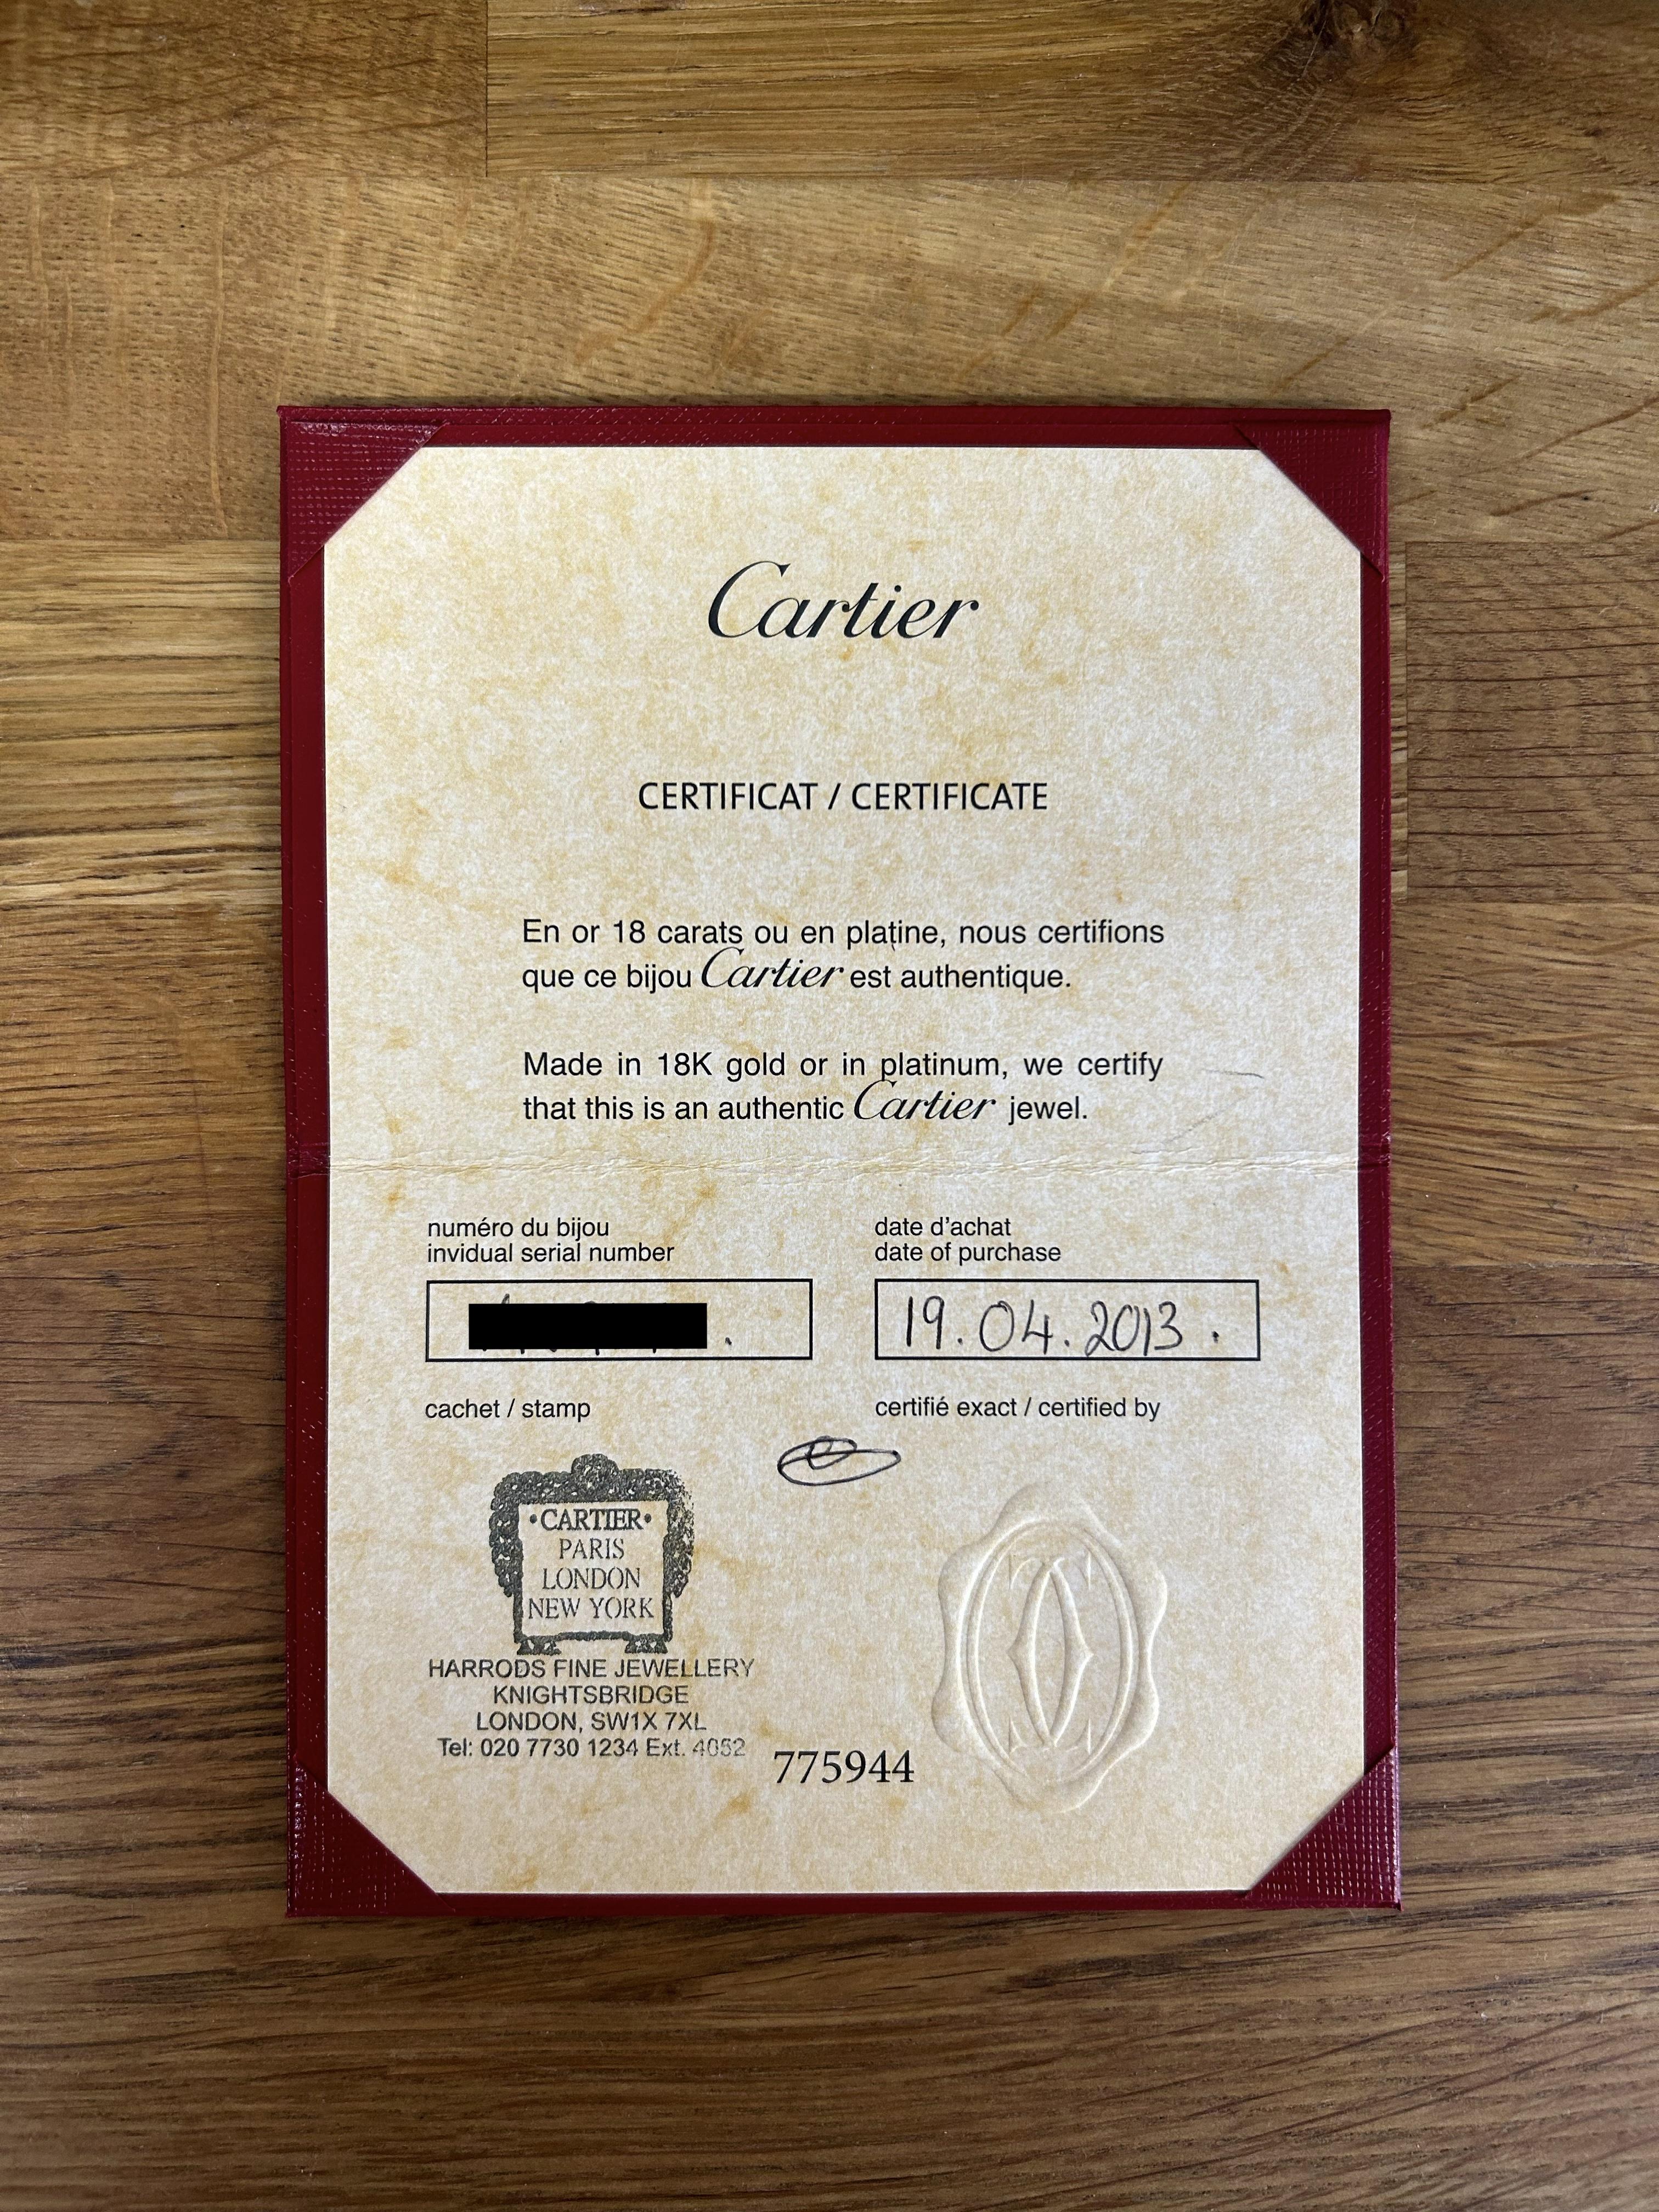 Cartier
CERTIFICAT / CERTIFICATE
En or 18 carats ou en platine, nous certifions
que ce bijou Cartier est authentique.
Made in 18K gold or in platinum, we certify
that this is an authentic Cartier jewel.
numéro du bijou
invidual serial number
date d'achat
date of purchase
19.04.2013.
cachet / stamp
certifié exact / certified by
•CARTIER•
PARIS
LONDON
NEW YORK
HARRODS FINE JEWELLERY
KNIGHTSBRIDGE
LONDON, SW1X 7XL
Tel: 020 7730 1234 Ext. 4052
775944